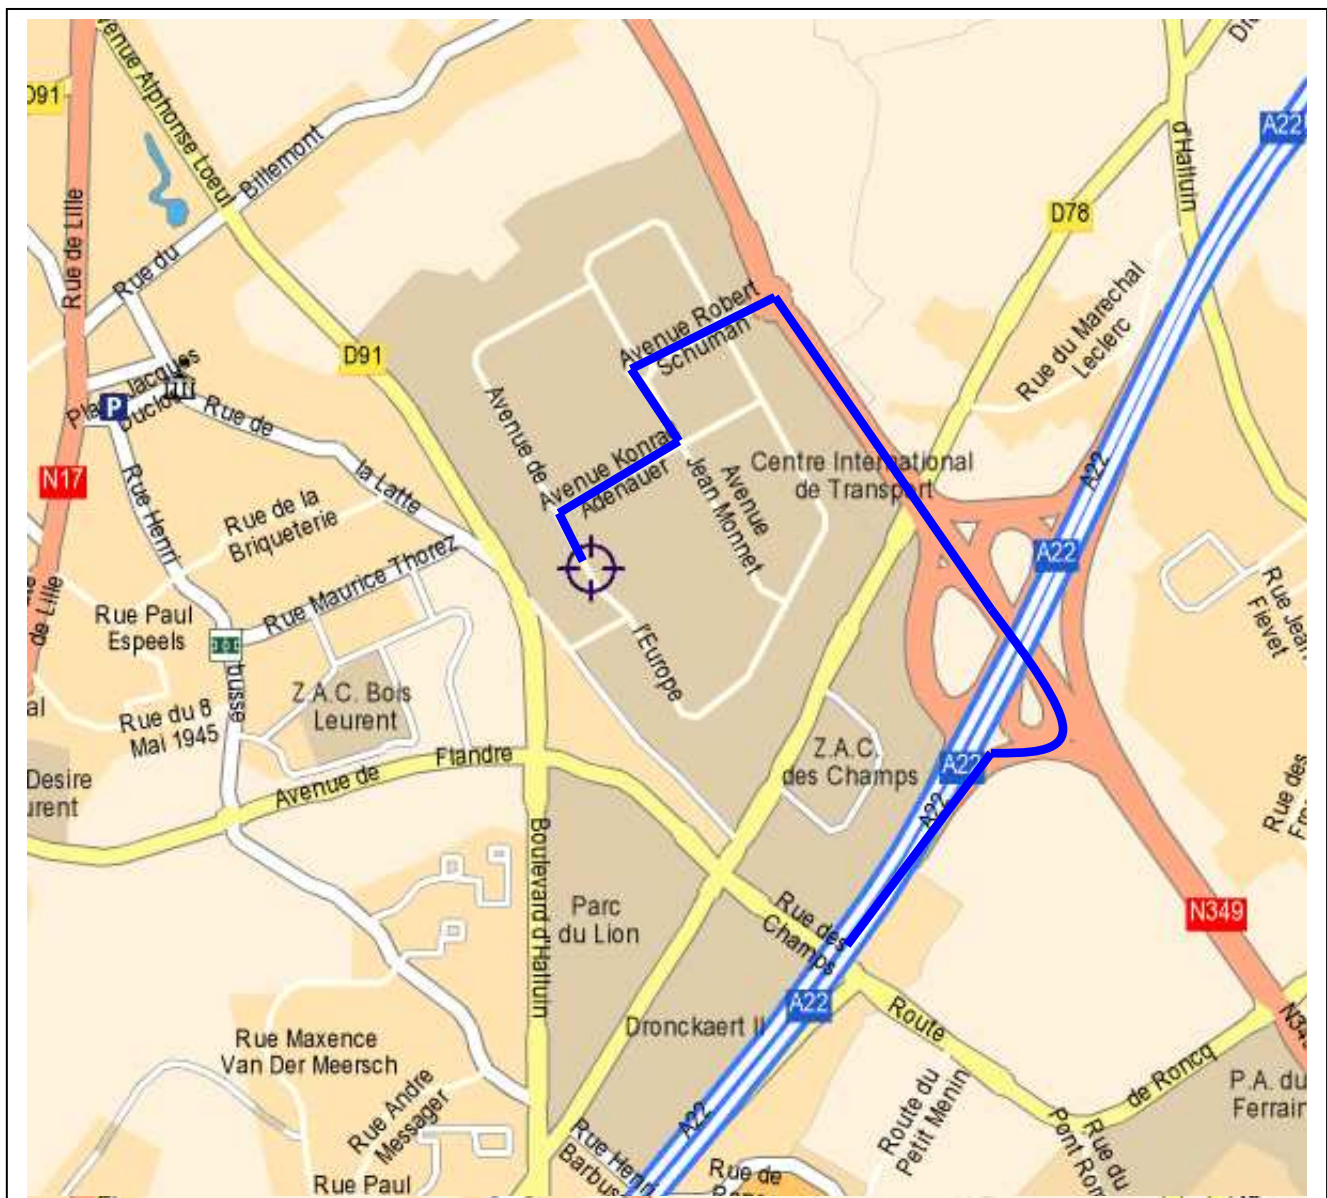 Avenue Alphonse Loeul
D91
A22
d'Halluin
Billemont
Rue de Lille
D78
Rue du
Rue du Marechal
Leclerc
Avenue Robert
Schuman
D91
Jacques
P
Rue de
la Latte
Avenue de
Avenue Konrad
Adenauer
Jean Monnet
Avenue
Centre International
de Transport
A22
N17
Rue Henri
Rue de la
Briqueterie
A22
Rue Maurice Thorez
de Lille
Rue Paul
Espeels
Rue Jean
Fievet
l'Europe
Z.A.C. Bois
Leurent
Rue du 8
Mai 1945
Flandre
Avenue de
Z.A.C.
des Champs
A22
A22
Desire
Rue des
Boulevard d'Halluin
Parc
du Lion
Rue des
Champs
N349
A22
Dronckaert II
Route
de Roncq
Rue Maxence
Van Der Meersch
Route du
Petit Menin
P.A. du
Ferrain
Rue Andre
Messager
A22
Rue du
Pont
Rue Henri
Rue de
Rue Paul